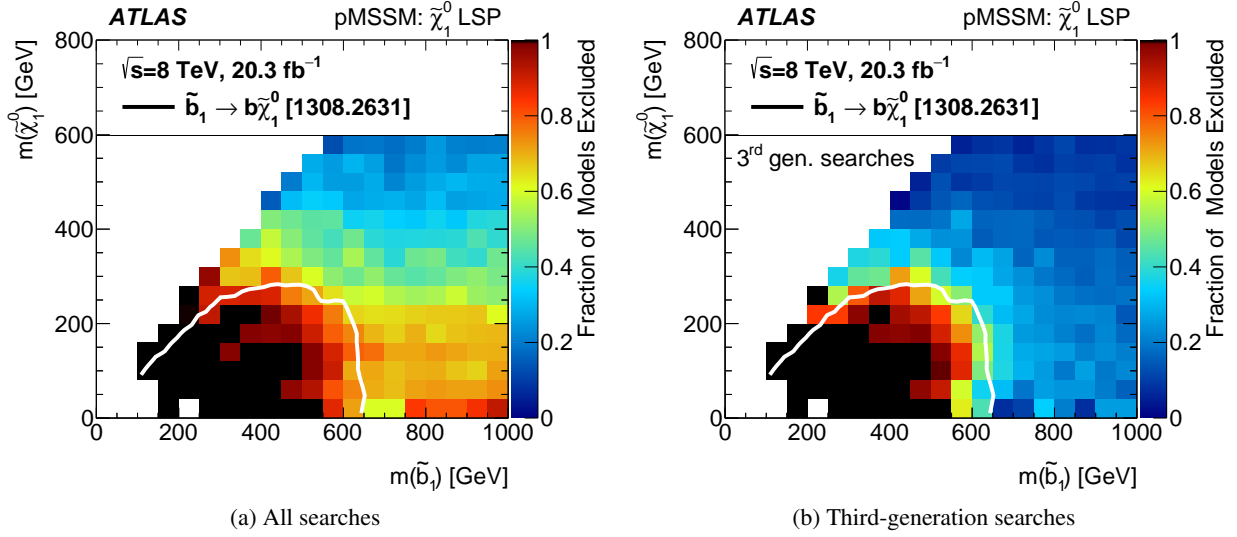 ATLAS pMSSM: χ̃₁⁰ LSP
√s=8 TeV, 20.3 fb⁻¹
b̃₁ → bχ̃₁⁰ [1308.2631]
m(χ̃₁⁰) [GeV]
800
600
400
200
0
0 200 400 600 800 1000
m(b̃₁) [GeV]
1
0.8
0.6
0.4
0.2
0
Fraction of Models Excluded
(a) All searches
ATLAS pMSSM: χ̃₁⁰ LSP
√s=8 TeV, 20.3 fb⁻¹
b̃₁ → bχ̃₁⁰ [1308.2631]
3ʳᵈ gen. searches
m(χ̃₁⁰) [GeV]
800
600
400
200
0
0 200 400 600 800 1000
m(b̃₁) [GeV]
1
0.8
0.6
0.4
0.2
0
Fraction of Models Excluded
(b) Third-generation searches